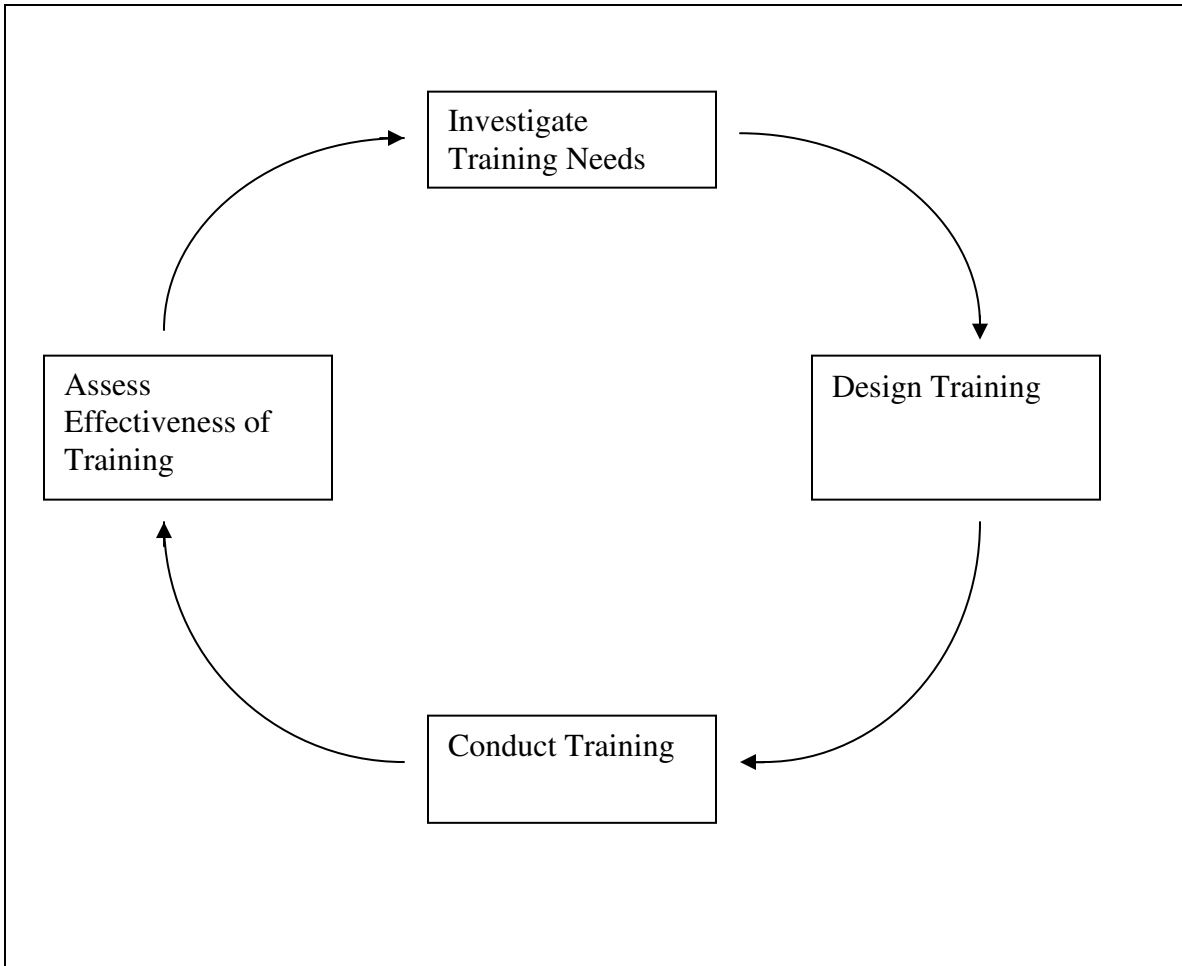 Investigate
Training Needs
Design Training
Conduct Training
Assess
Effectiveness of
Training